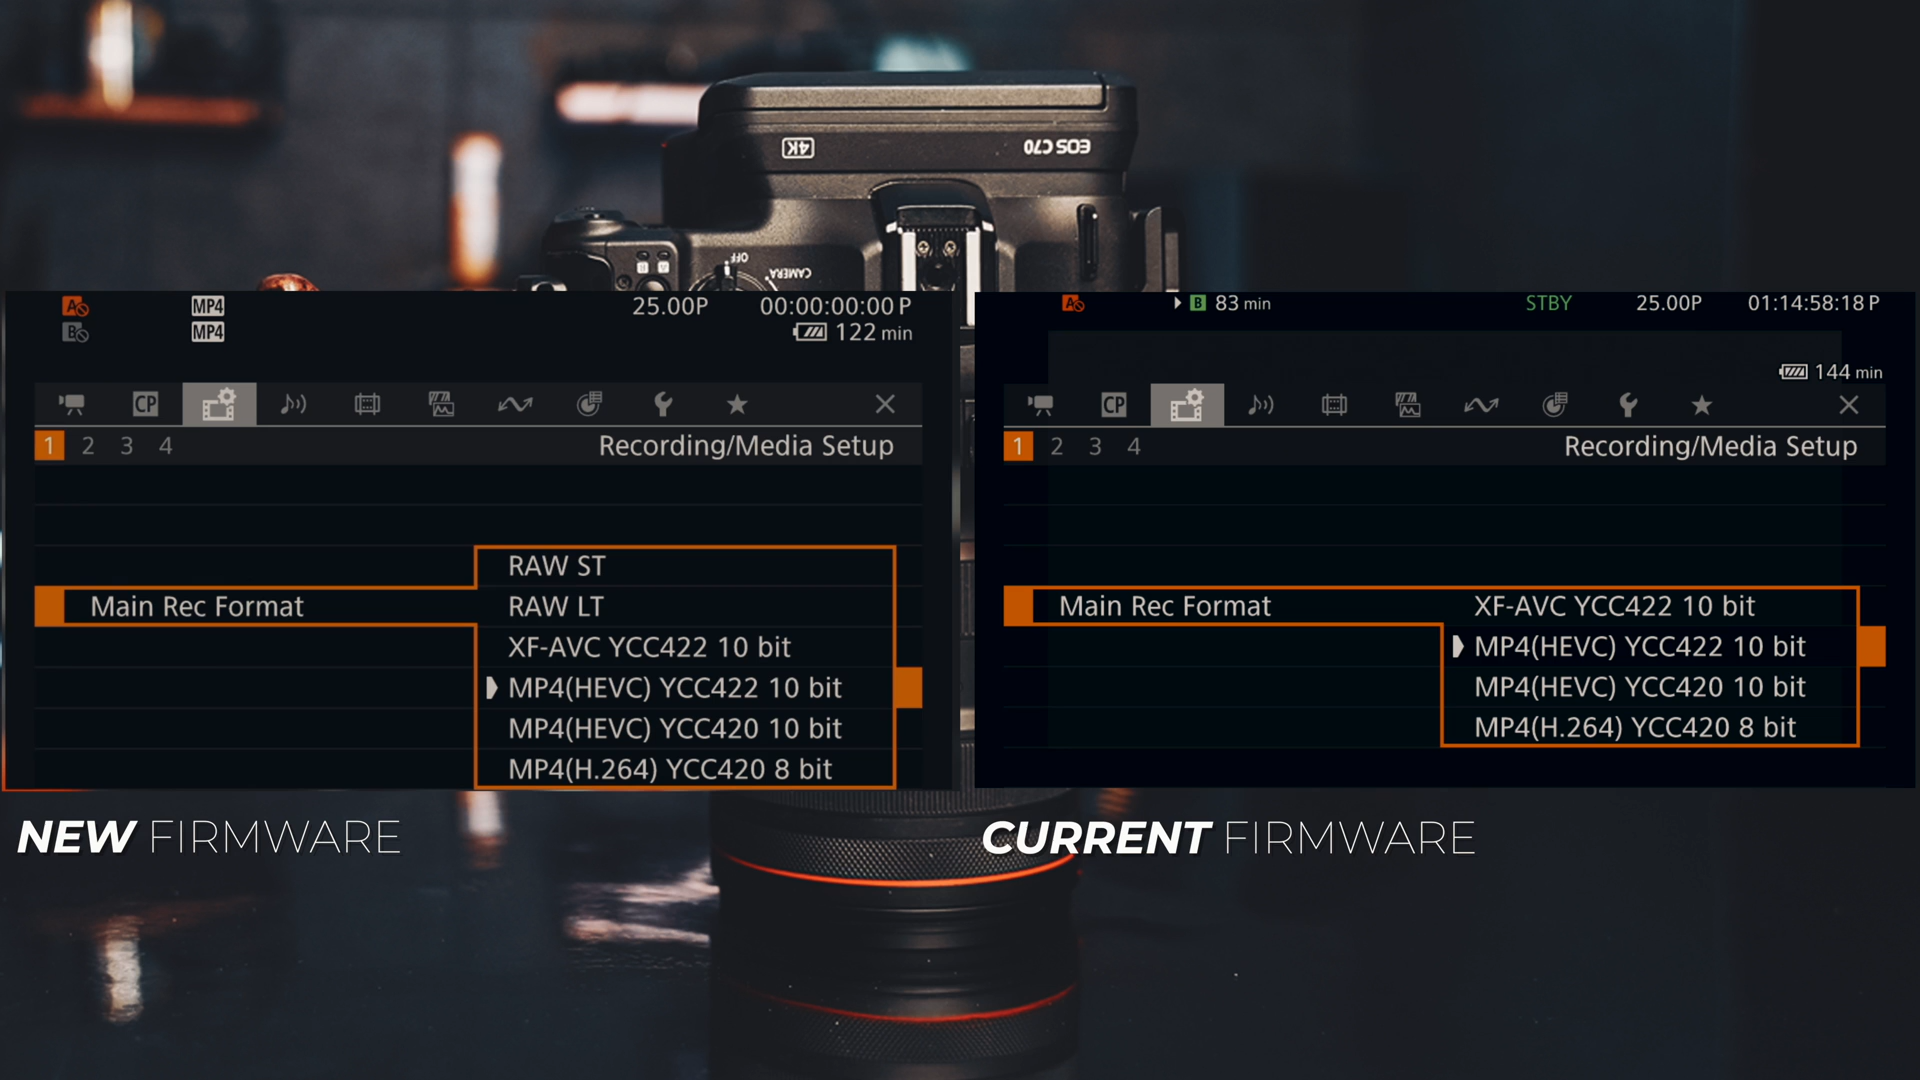 4K
EOS C70
OFF
CAMERA
A
MP4
25.00P
00:00:00:00 P
B
MP4
122 min
CP
1 2 3 4
Recording/Media Setup
Main Rec Format
RAW ST
RAW LT
XF-AVC YCC422 10 bit
MP4(HEVC) YCC422 10 bit
MP4(HEVC) YCC420 10 bit
MP4(H.264) YCC420 8 bit
NEW FIRMWARE
A
B 83 min
STBY
25.00P
01:14:58:18 P
144 min
CP
1 2 3 4
Recording/Media Setup
Main Rec Format
XF-AVC YCC422 10 bit
MP4(HEVC) YCC422 10 bit
MP4(HEVC) YCC420 10 bit
MP4(H.264) YCC420 8 bit
CURRENT FIRMWARE